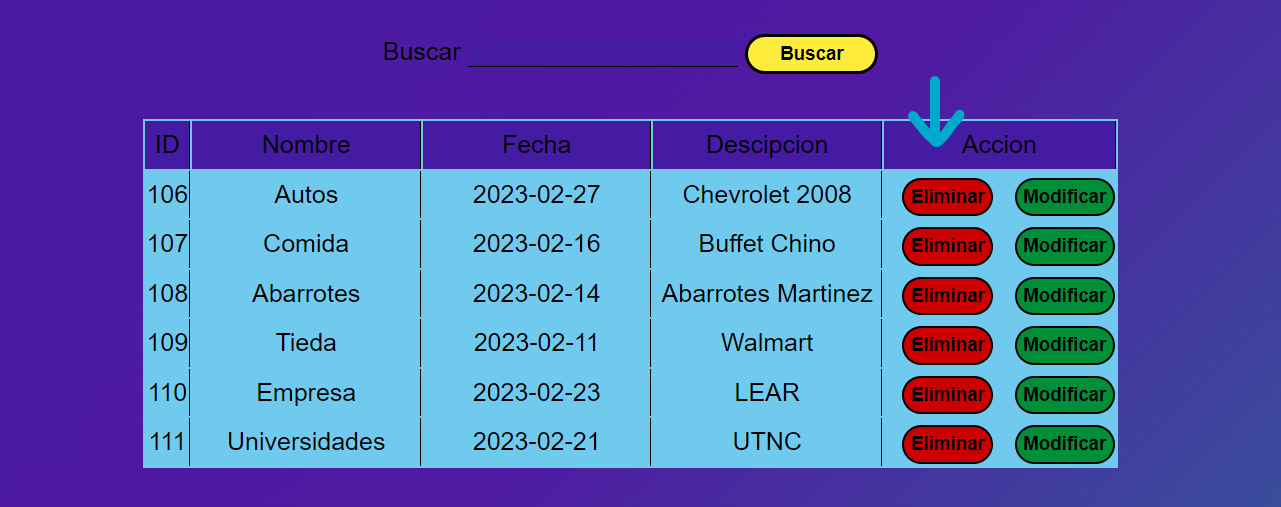 Buscar Buscar
ID Nombre Fecha Descipcion Accion
106 Autos 2023-02-27 Chevrolet 2008 Eliminar Modificar
107 Comida 2023-02-16 Buffet Chino Eliminar Modificar
108 Abarrotes 2023-02-14 Abarrotes Martinez Eliminar Modificar
109 Tieda 2023-02-11 Walmart Eliminar Modificar
110 Empresa 2023-02-23 LEAR Eliminar Modificar
111 Universidades 2023-02-21 UTNC Eliminar Modificar